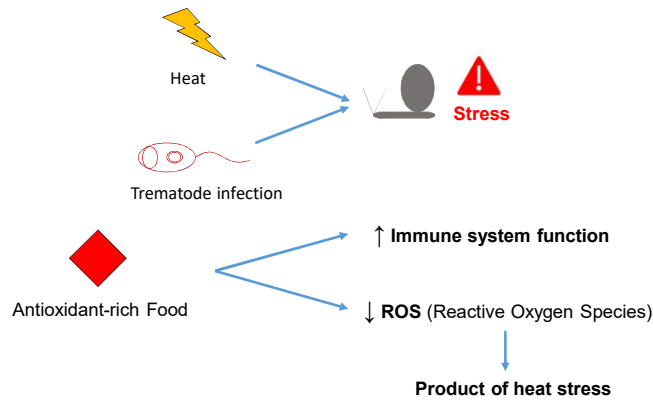 Heat
Stress
Trematode infection
↑ Immune system function
Antioxidant-rich Food
↓ ROS (Reactive Oxygen Species)
Product of heat stress